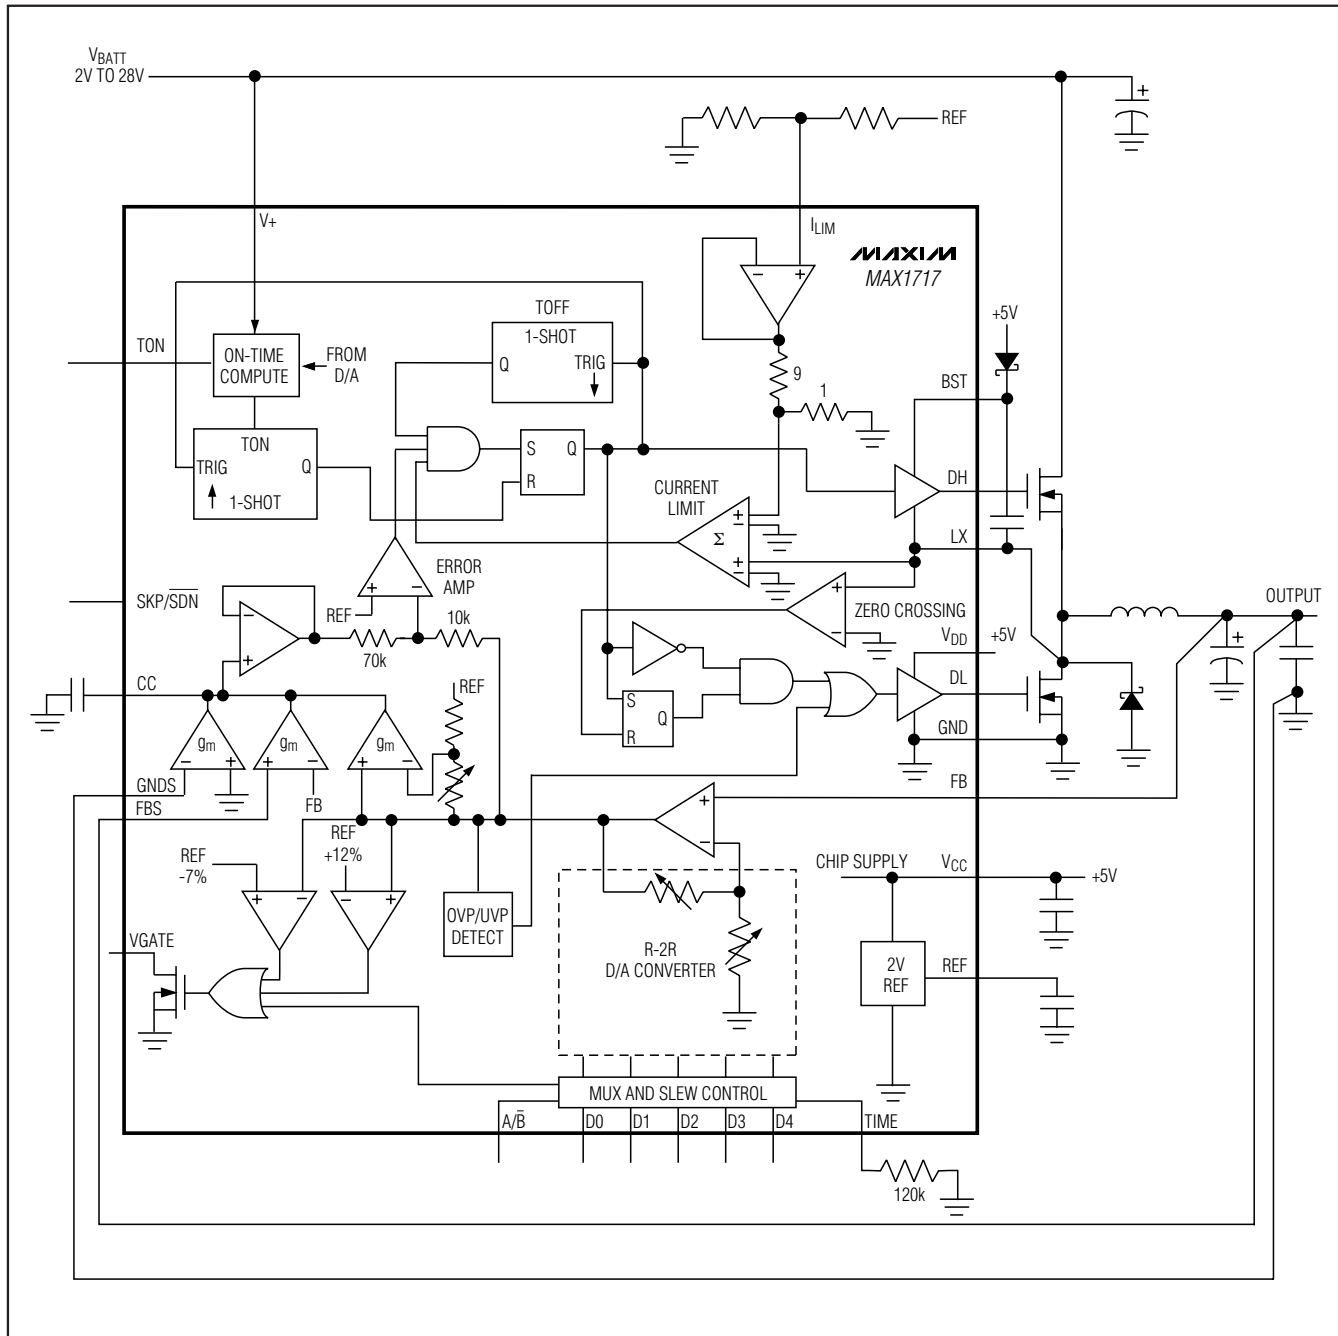 VBATT
2V TO 28V
REF
V+
ILIM
MAXIM
MAX1717
TOFF
1-SHOT
Q
TRIG
+5V
TON
ON-TIME
COMPUTE
FROM
D/A
9
1
BST
TON
TRIG
Q
1-SHOT
S
Q
R
CURRENT
LIMIT
DH
+
-
Σ
+
-
LX
ERROR
AMP
+
-
SKP/SDN
-
+
REF
10k
70k
+
-
ZERO CROSSING
OUTPUT
VDD
+5V
+
CC
REF
DL
S
Q
R
gm
gm
gm
GND
-
+
+
-
+
-
GNDS
FB
FBS
FB
+
-
REF
-7%
REF
+12%
CHIP SUPPLY
VCC
+5V
+
-
-
+
OVP/UVP
DETECT
R-2R
D/A CONVERTER
VGATE
2V
REF
REF
MUX AND SLEW CONTROL
A/B̅
D0
D1
D2
D3
D4
TIME
120k